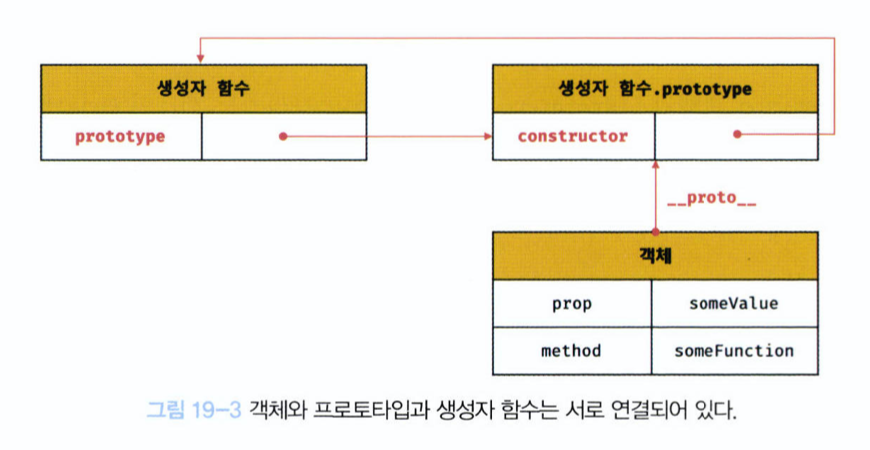 생성자 함수
생성자 함수.prototype
prototype
constructor
__proto__
객체
prop
someValue
method
someFunction
그림 19-3 객체와 프로토타입과 생성자 함수는 서로 연결되어 있다.